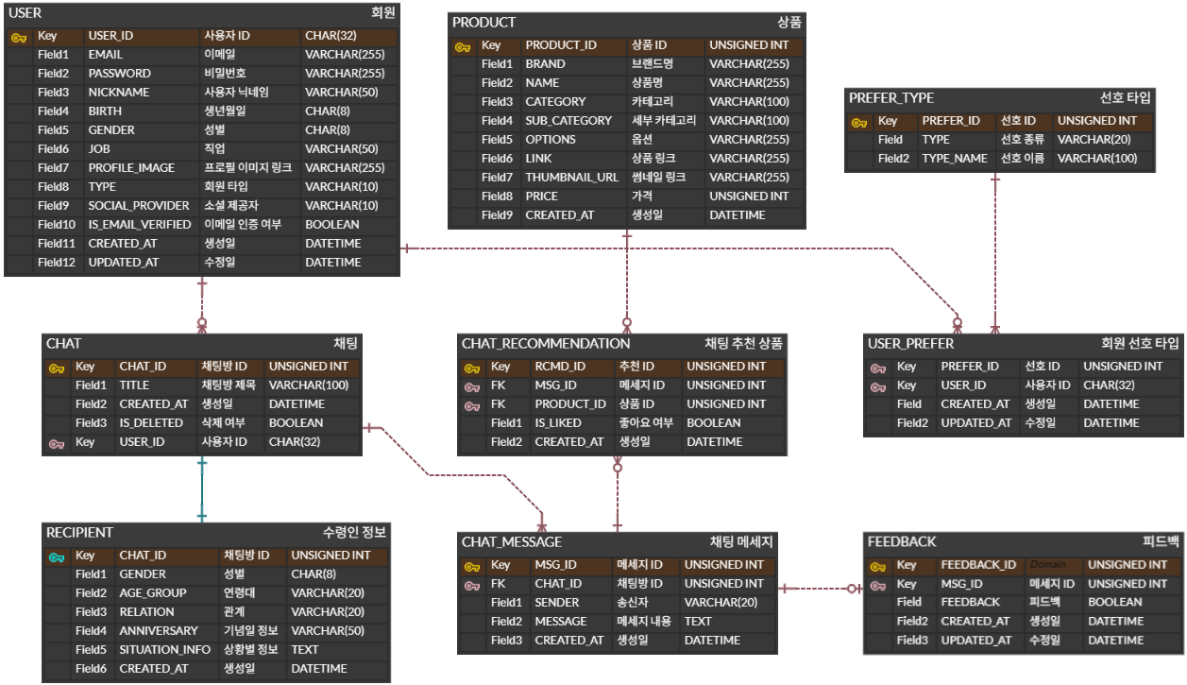 USER 회원
Key USER_ID 사용자 ID CHAR(32)
Field1 EMAIL 이메일 VARCHAR(255)
Field2 PASSWORD 비밀번호 VARCHAR(255)
Field3 NICKNAME 사용자 닉네임 VARCHAR(50)
Field4 BIRTH 생년월일 CHAR(8)
Field5 GENDER 성별 CHAR(8)
Field6 JOB 직업 VARCHAR(50)
Field7 PROFILE_IMAGE 프로필 이미지 링크 VARCHAR(255)
Field8 TYPE 회원 타입 VARCHAR(10)
Field9 SOCIAL_PROVIDER 소셜 제공자 VARCHAR(10)
Field10 IS_EMAIL_VERIFIED 이메일 인증 여부 BOOLEAN
Field11 CREATED_AT 생성일 DATETIME
Field12 UPDATED_AT 수정일 DATETIME
PRODUCT 상품
Key PRODUCT_ID 상품 ID UNSIGNED INT
Field1 BRAND 브랜드명 VARCHAR(255)
Field2 NAME 상품명 VARCHAR(255)
Field3 CATEGORY 카테고리 VARCHAR(100)
Field4 SUB_CATEGORY 세부 카테고리 VARCHAR(100)
Field5 OPTIONS 옵션 VARCHAR(255)
Field6 LINK 상품 링크 VARCHAR(255)
Field7 THUMBNAIL_URL 썸네일 링크 VARCHAR(255)
Field8 PRICE 가격 UNSIGNED INT
Field9 CREATED_AT 생성일 DATETIME
PREFER_TYPE 선호 타입
Key PREFER_ID 선호 ID UNSIGNED INT
Field TYPE 선호 종류 VARCHAR(20)
Field2 TYPE_NAME 선호 이름 VARCHAR(100)
CHAT 채팅
Key CHAT_ID 채팅방 ID UNSIGNED INT
Field1 TITLE 채팅방 제목 VARCHAR(100)
Field2 CREATED_AT 생성일 DATETIME
Field3 IS_DELETED 삭제 여부 BOOLEAN
Key USER_ID 사용자 ID CHAR(32)
CHAT_RECOMMENDATION 채팅 추천 상품
Key RCMD_ID 추천 ID UNSIGNED INT
FK MSG_ID 메세지 ID UNSIGNED INT
FK PRODUCT_ID 상품 ID UNSIGNED INT
Field1 IS_LIKED 좋아요 여부 BOOLEAN
Field2 CREATED_AT 생성일 DATETIME
USER_PREFER 회원 선호 타입
Key PREFER_ID 선호 ID UNSIGNED INT
Key USER_ID 사용자 ID CHAR(32)
Field CREATED_AT 생성일 DATETIME
Field2 UPDATED_AT 수정일 DATETIME
RECIPIENT 수령인 정보
Key CHAT_ID 채팅방 ID UNSIGNED INT
Field1 GENDER 성별 CHAR(8)
Field2 AGE_GROUP 연령대 VARCHAR(20)
Field3 RELATION 관계 VARCHAR(20)
Field4 ANNIVERSARY 기념일 정보 VARCHAR(50)
Field5 SITUATION_INFO 상황별 정보 TEXT
Field6 CREATED_AT 생성일 DATETIME
CHAT_MESSAGE 채팅 메세지
Key MSG_ID 메세지 ID UNSIGNED INT
FK CHAT_ID 채팅방 ID UNSIGNED INT
Field1 SENDER 송신자 VARCHAR(20)
Field2 MESSAGE 메세지 내용 TEXT
Field3 CREATED_AT 생성일 DATETIME
FEEDBACK 피드백
Key FEEDBACK_ID Domain UNSIGNED INT
Key MSG_ID 메세지 ID UNSIGNED INT
Field FEEDBACK 피드백 BOOLEAN
Field2 CREATED_AT 생성일 DATETIME
Field3 UPDATED_AT 수정일 DATETIME